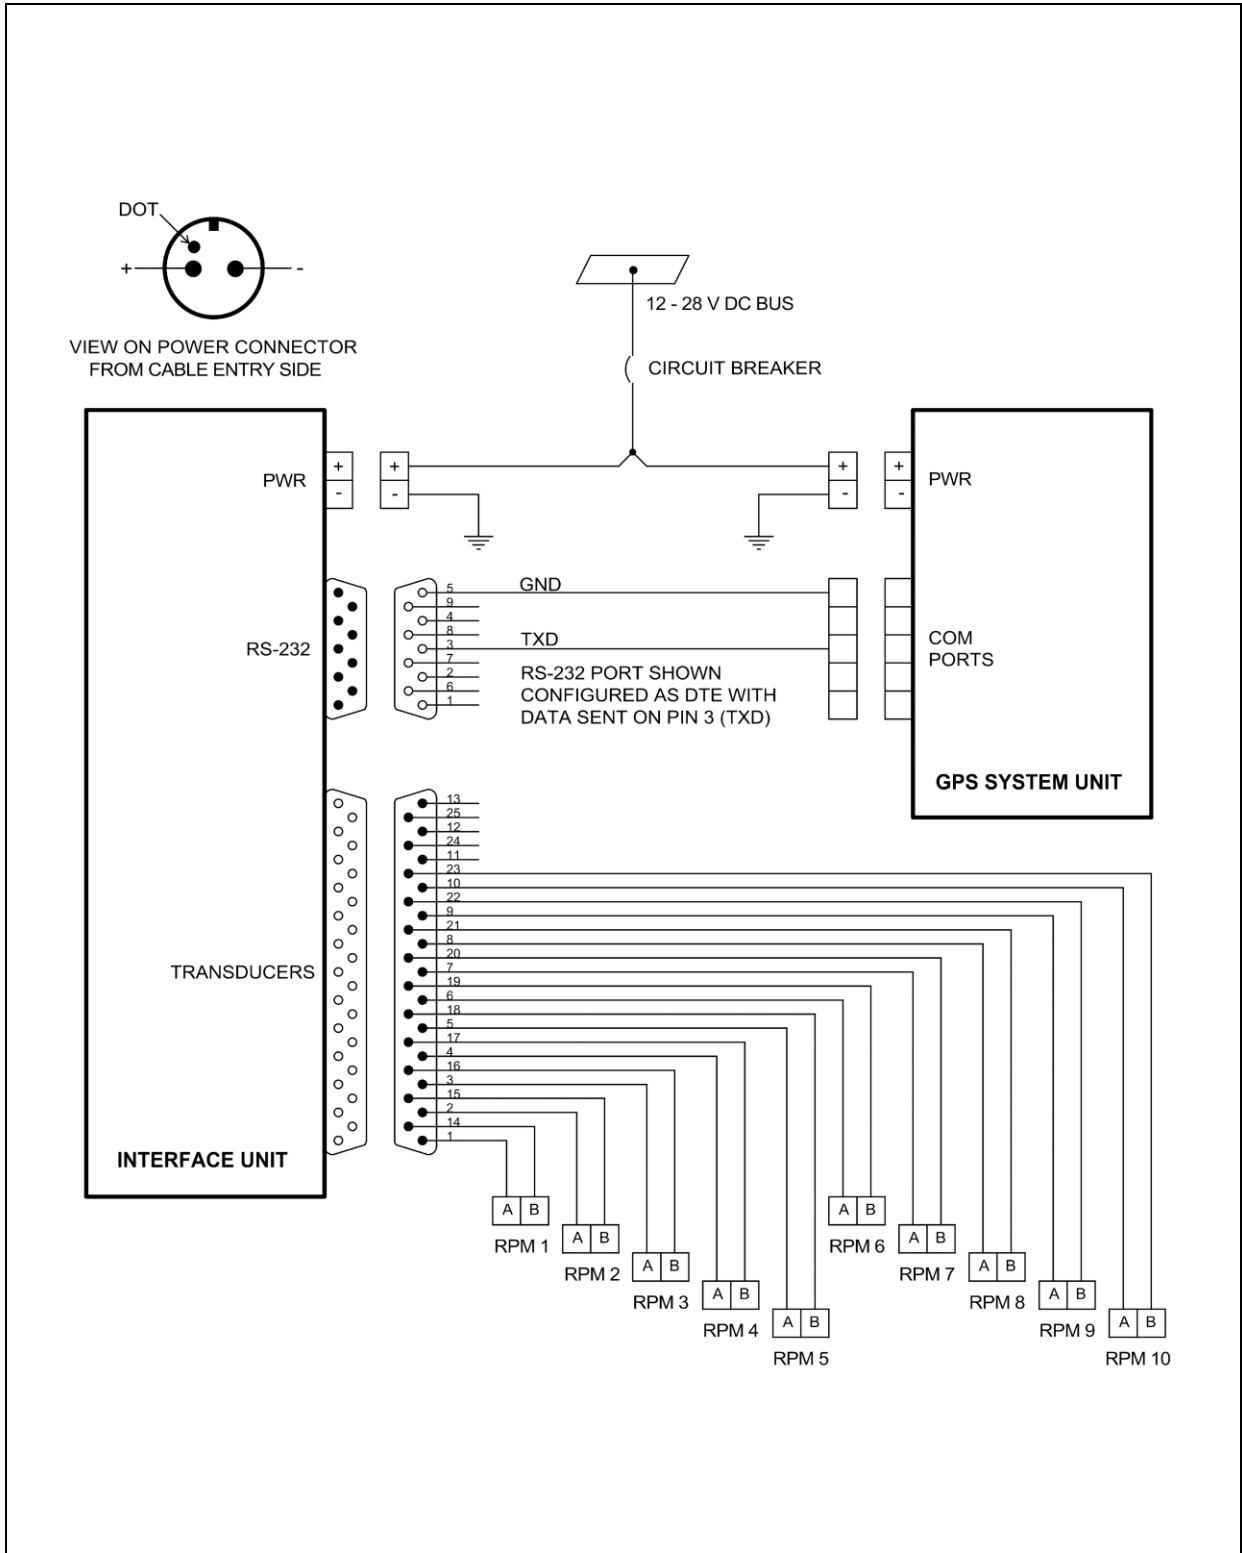 DOT
+
-
VIEW ON POWER CONNECTOR
FROM CABLE ENTRY SIDE
12 - 28 V DC BUS
CIRCUIT BREAKER
PWR
+
-
+
-
+
-
+
-
PWR
RS-232
5
9
4
8
3
7
2
6
1
GND
TXD
RS-232 PORT SHOWN
CONFIGURED AS DTE WITH
DATA SENT ON PIN 3 (TXD)
COM
PORTS
GPS SYSTEM UNIT
TRANSDUCERS
13
25
12
24
11
23
10
22
9
21
8
20
7
19
6
18
5
17
4
16
3
15
2
14
1
INTERFACE UNIT
A B
RPM 1
A B
RPM 2
A B
RPM 3
A B
RPM 4
A B
RPM 5
A B
RPM 6
A B
RPM 7
A B
RPM 8
A B
RPM 9
A B
RPM 10